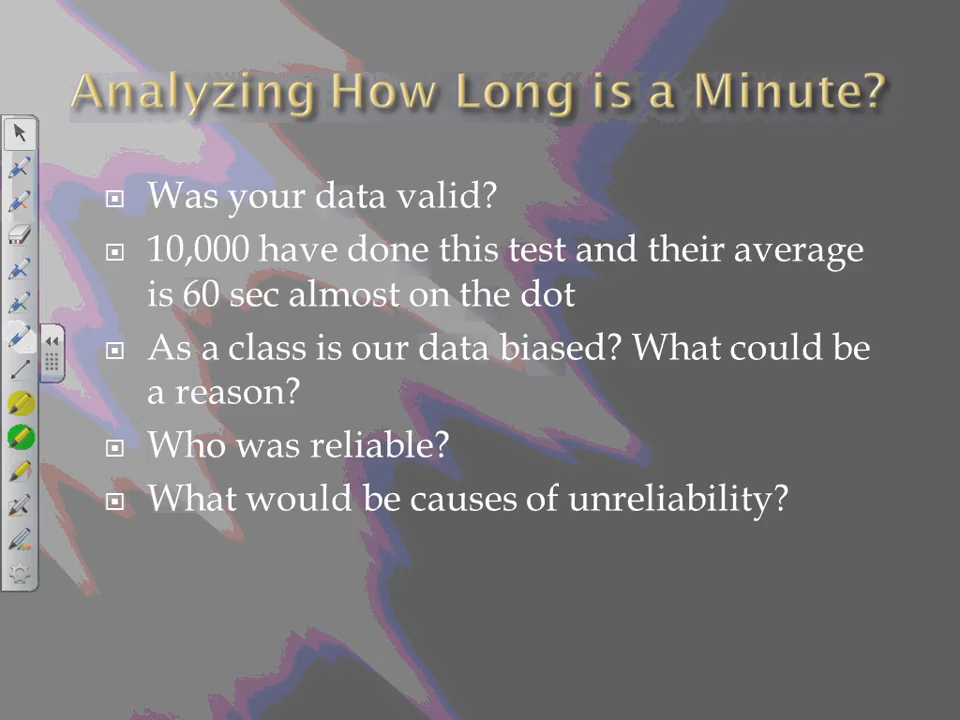 Analyzing How Long is a Minute?
Was your data valid?
10,000 have done this test and their average
is 60 sec almost on the dot
As a class is our data biased? What could be
a reason?
Who was reliable?
What would be causes of unreliability?